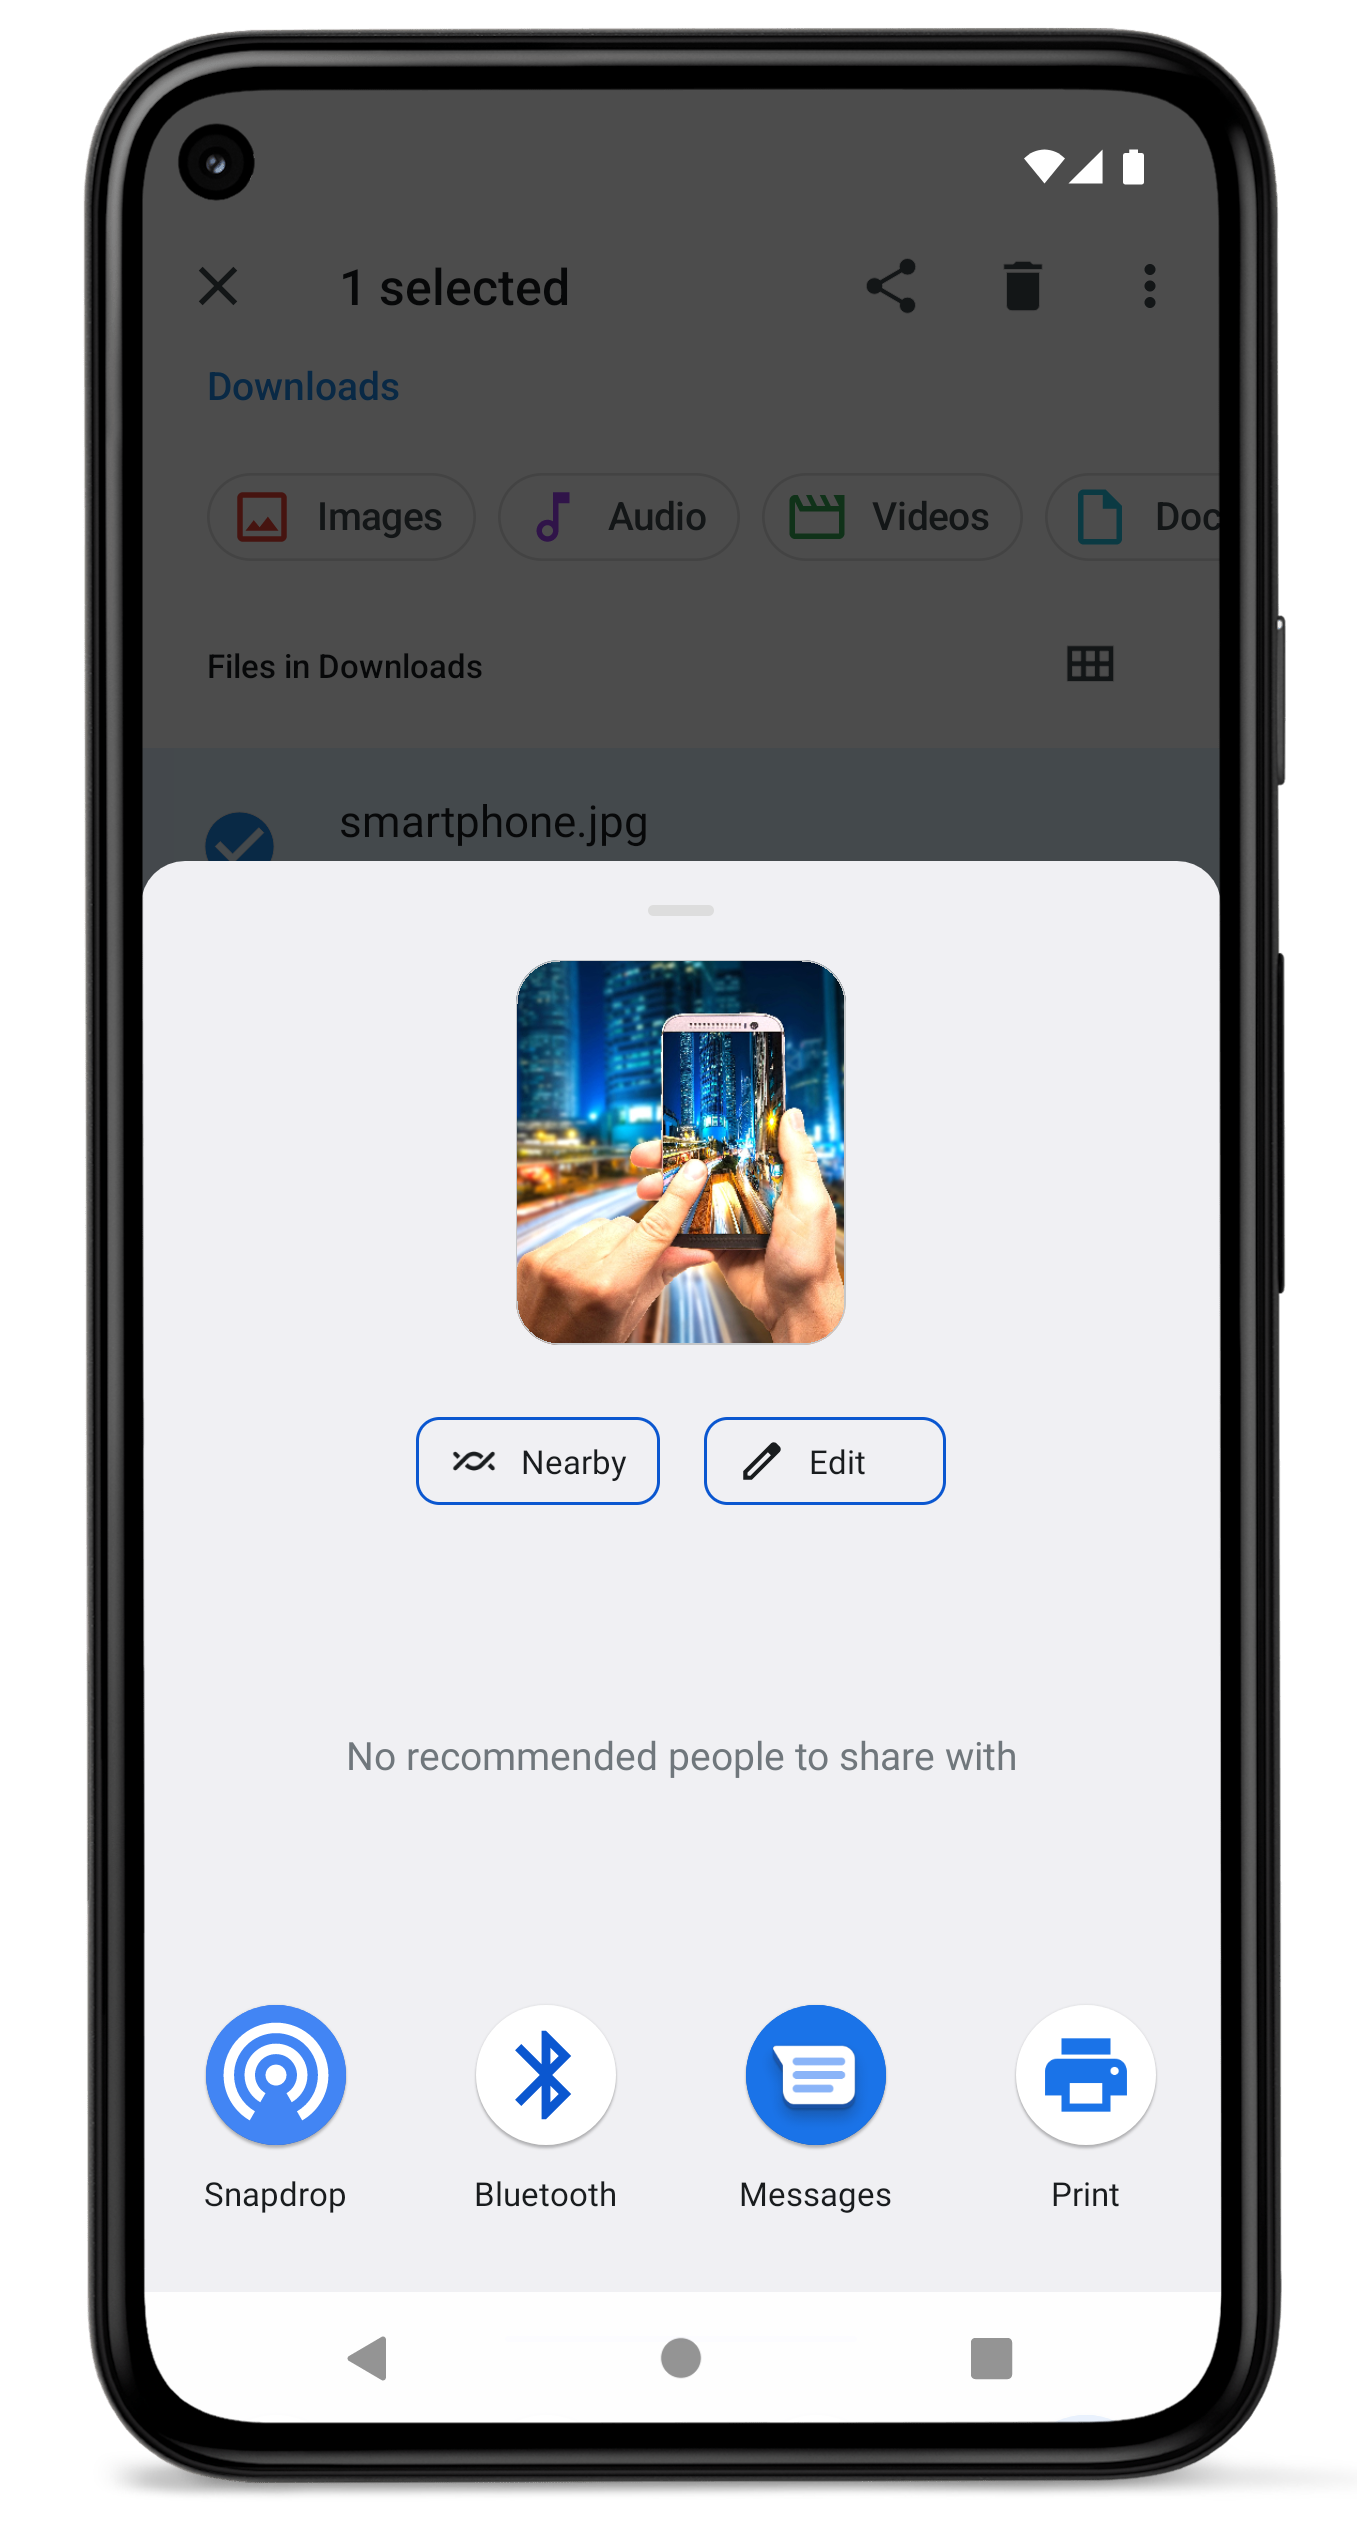 1 selected
Downloads
Images Audio Videos Doc
Files in Downloads
smartphone.jpg
Nearby Edit
No recommended people to share with
Snapdrop Bluetooth Messages Print